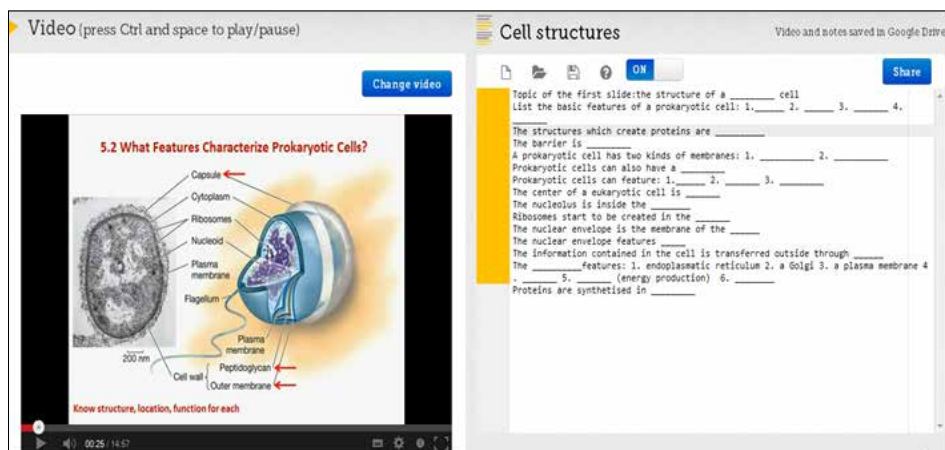 Video (press Ctrl and space to play/pause)
Change video
5.2 What Features Characterize Prokaryotic Cells?
Capsule
Cytoplasm
Ribosomes
Nucleoid
Plasma
membrane
Flagellum
Plasma
membrane
200 nm
Cell wall
Peptidoglycan
Outer membrane
Know structure, location, function for each
00:25 / 14:57
Cell structures
Video and notes saved in Google Drive
ON
Share
Topic of the first slide:the structure of a ________ cell
List the basic features of a prokaryotic cell: 1._____ 2. _____ 3. ______ 4.
______
The structures which create proteins are _________
The barrier is ________
A prokaryotic cell has two kinds of membranes: 1. __________ 2. __________
Prokaryotic cells can also have a ________
Prokaryotic cells can feature: 1._____ 2. ______ 3. ________
The center of a eukaryotic cell is ______
The nucleolus is inside the _______
Ribosomes start to be created in the ______
The nuclear envelope is the membrane of the ______
The nuclear envelope features _____
The information contained in the cell is transferred outside through ______
The _________features: 1. endoplasmatic reticulum 2. a Golgi 3. a plasma membrane 4
. ______ 5. ______ (energy production) 6. _______
Proteins are synthetised in ________